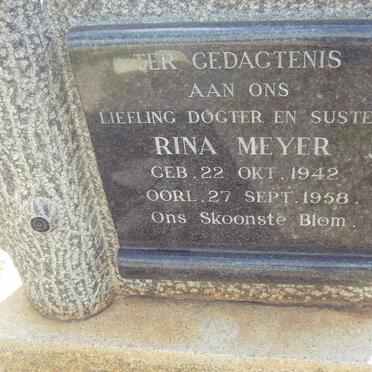 TER GEDAGTENIS
AAN ONS
LIEFLING DOGTER EN SUSTE
RINA MEYER
GEB. 22 OKT. 1942
OORL. 27 SEPT. 1958.
Ons Skoonste Blom.